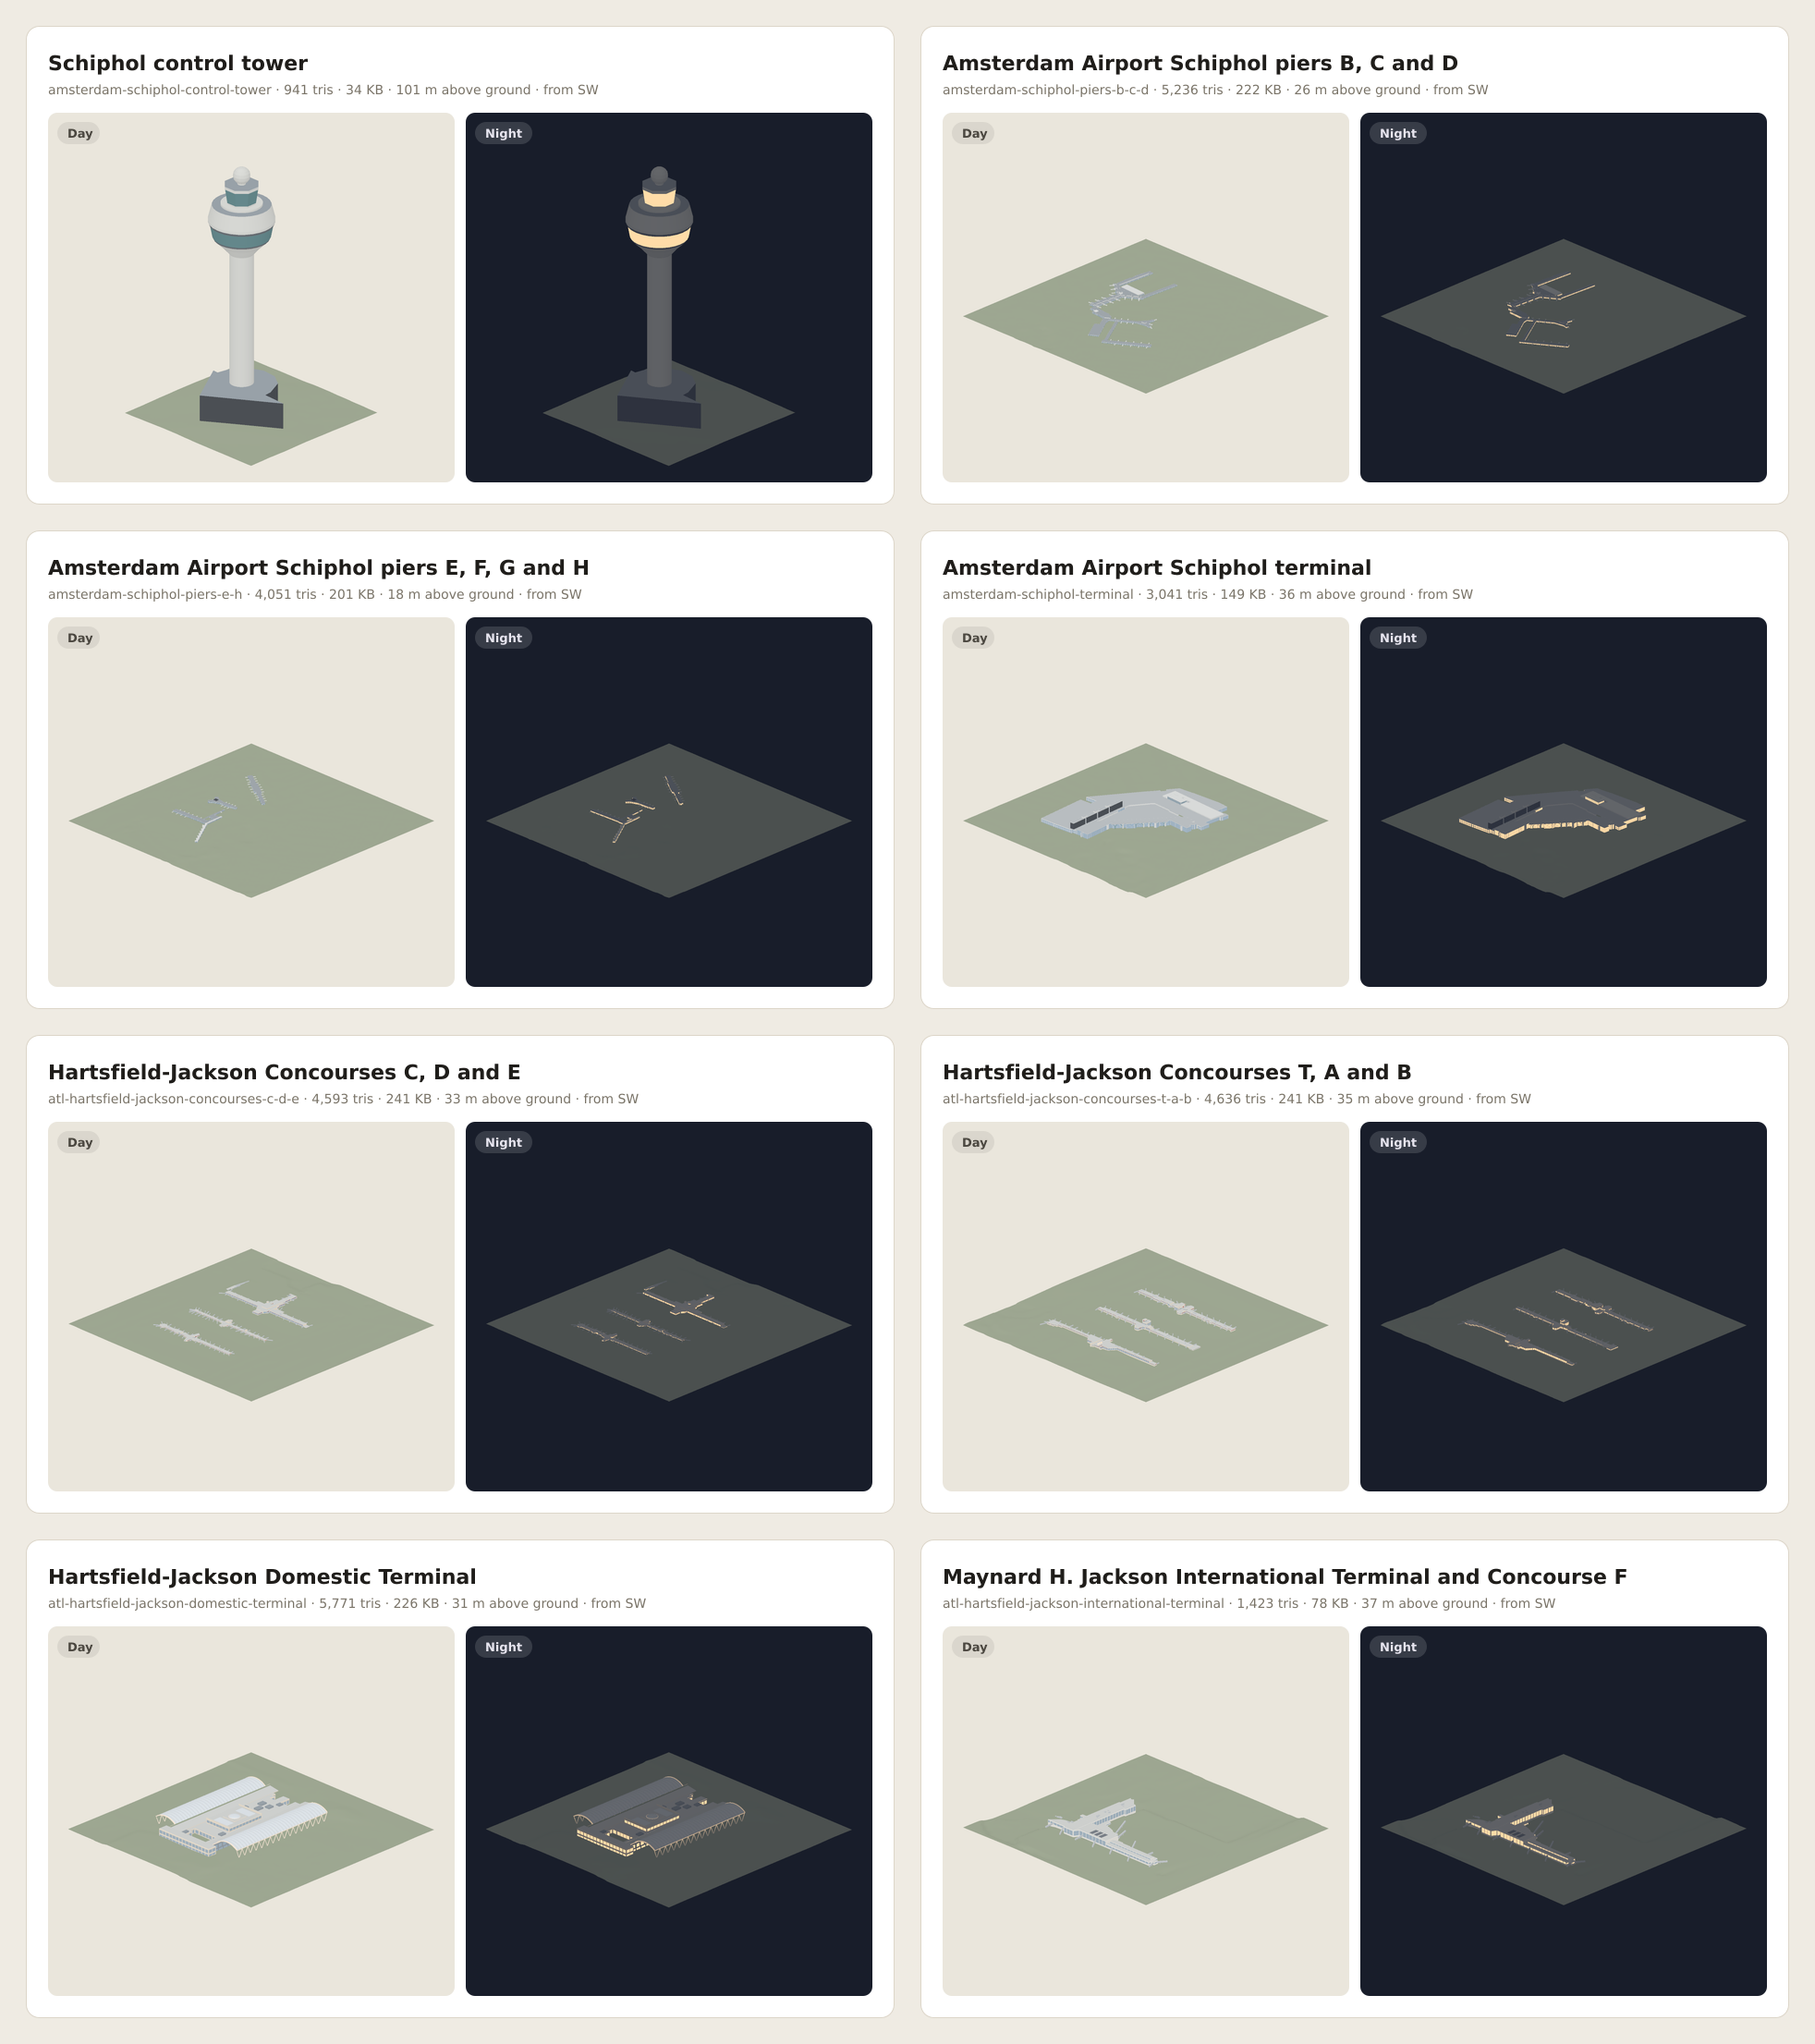 Schiphol control tower
amsterdam-schiphol-control-tower · 941 tris · 34 KB · 101 m above ground · from SW
Day
Night
Amsterdam Airport Schiphol piers B, C and D
amsterdam-schiphol-piers-b-c-d · 5,236 tris · 222 KB · 26 m above ground · from SW
Day
Night
Amsterdam Airport Schiphol piers E, F, G and H
amsterdam-schiphol-piers-e-h · 4,051 tris · 201 KB · 18 m above ground · from SW
Day
Night
Amsterdam Airport Schiphol terminal
amsterdam-schiphol-terminal · 3,041 tris · 149 KB · 36 m above ground · from SW
Day
Night
Hartsfield-Jackson Concourses C, D and E
atl-hartsfield-jackson-concourses-c-d-e · 4,593 tris · 241 KB · 33 m above ground · from SW
Day
Night
Hartsfield-Jackson Concourses T, A and B
atl-hartsfield-jackson-concourses-t-a-b · 4,636 tris · 241 KB · 35 m above ground · from SW
Day
Night
Hartsfield-Jackson Domestic Terminal
atl-hartsfield-jackson-domestic-terminal · 5,771 tris · 226 KB · 31 m above ground · from SW
Day
Night
Maynard H. Jackson International Terminal and Concourse F
atl-hartsfield-jackson-international-terminal · 1,423 tris · 78 KB · 37 m above ground · from SW
Day
Night